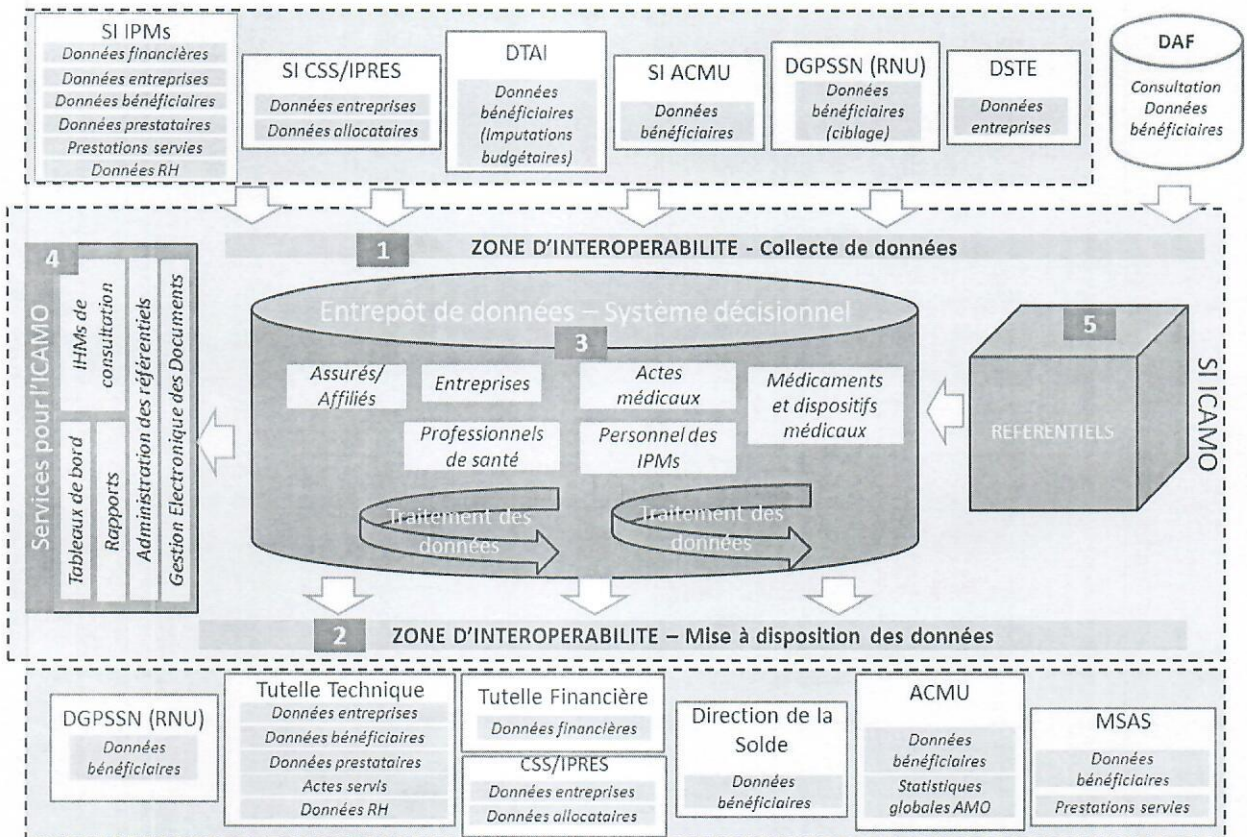 SI IPMs
Données financières
Données entreprises
Données bénéficiaires
Données prestataires
Prestations servies
Données RH
SI CSS/IPRES
Données entreprises
Données allocataires
DTAI
Données
bénéficiaires
(Imputations
budgétaires)
SI ACMU
Données
bénéficiaires
DGPSSN (RNU)
Données
bénéficiaires
(ciblage)
DSTE
Données
entreprises
DAF
Consultation
Données
bénéficiaires
1
ZONE D'INTEROPERABILITE - Collecte de données
4
Services pour l'ICAMO
IHMs de
consultation
Tableaux de bord
Rapports
Administration des référentiels
Gestion Electronique des Documents
Entrepôt de données – Système décisionnel
3
Assurés/
Affiliés
Entreprises
Actes
médicaux
Médicaments
et dispositifs
médicaux
Professionnels
de santé
Personnel des
IPMs
Traitement des
données
Traitement des
données
5
REFERENTIELS
SI ICAMO
2
ZONE D'INTEROPERABILITE – Mise à disposition des données
DGPSSN (RNU)
Données
bénéficiaires
Tutelle Technique
Données entreprises
Données bénéficiaires
Données prestataires
Actes servis
Données RH
Tutelle Financière
Données financières
CSS/IPRES
Données entreprises
Données allocataires
Direction de la
Solde
Données
bénéficiaires
ACMU
Données
bénéficiaires
Statistiques
globales AMO
MSAS
Données
bénéficiaires
Prestations servies